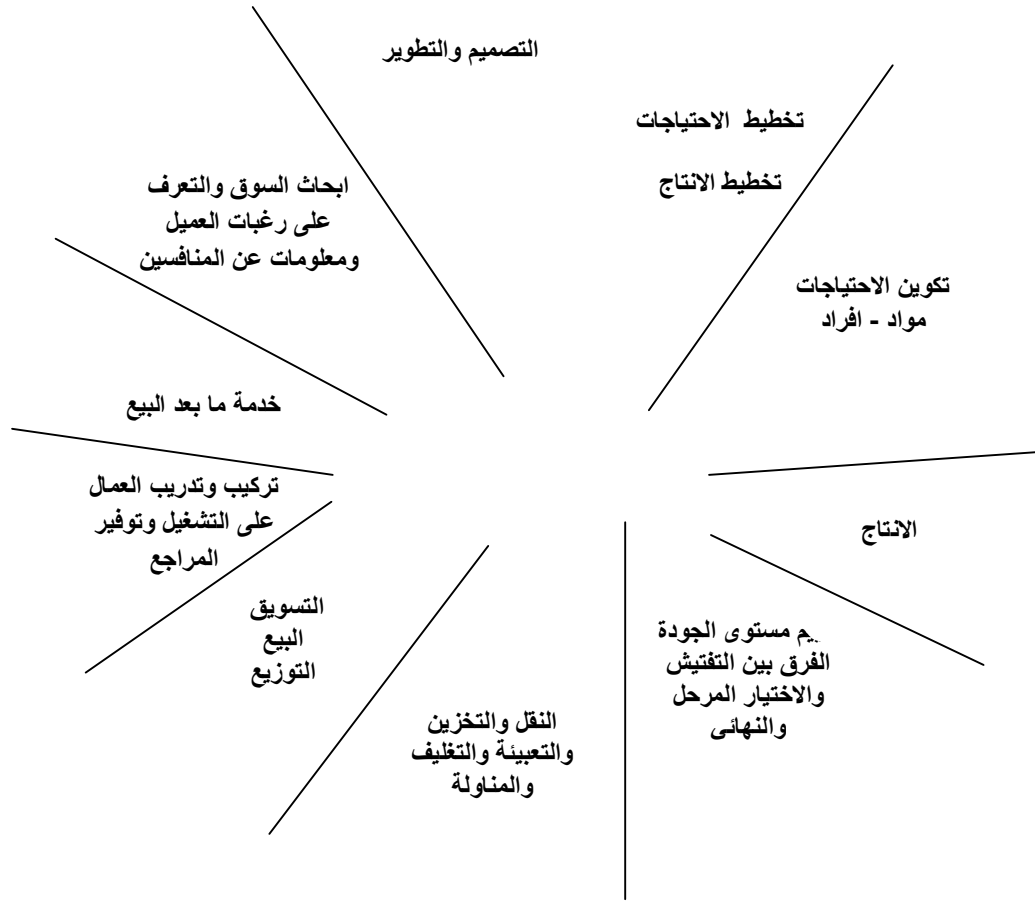 التصميم والتطوير
تخطيط الاحتياجات
تخطيط الانتاج
تكوين الاحتياجات
مواد - افراد
الانتاج
مستوى الجودة
الفرق بين التفتيش
والاختيار المرحل
والنهائى
النقل والتخزين
والتعبيئة والتغليف
والمناولة
التسويق
البيع
التوزيع
تركيب وتدريب العمال
على التشغيل وتوفير
المراجع
خدمة ما بعد البيع
ابحاث السوق والتعرف
على رغبات العميل
ومعلومات عن المنافسين